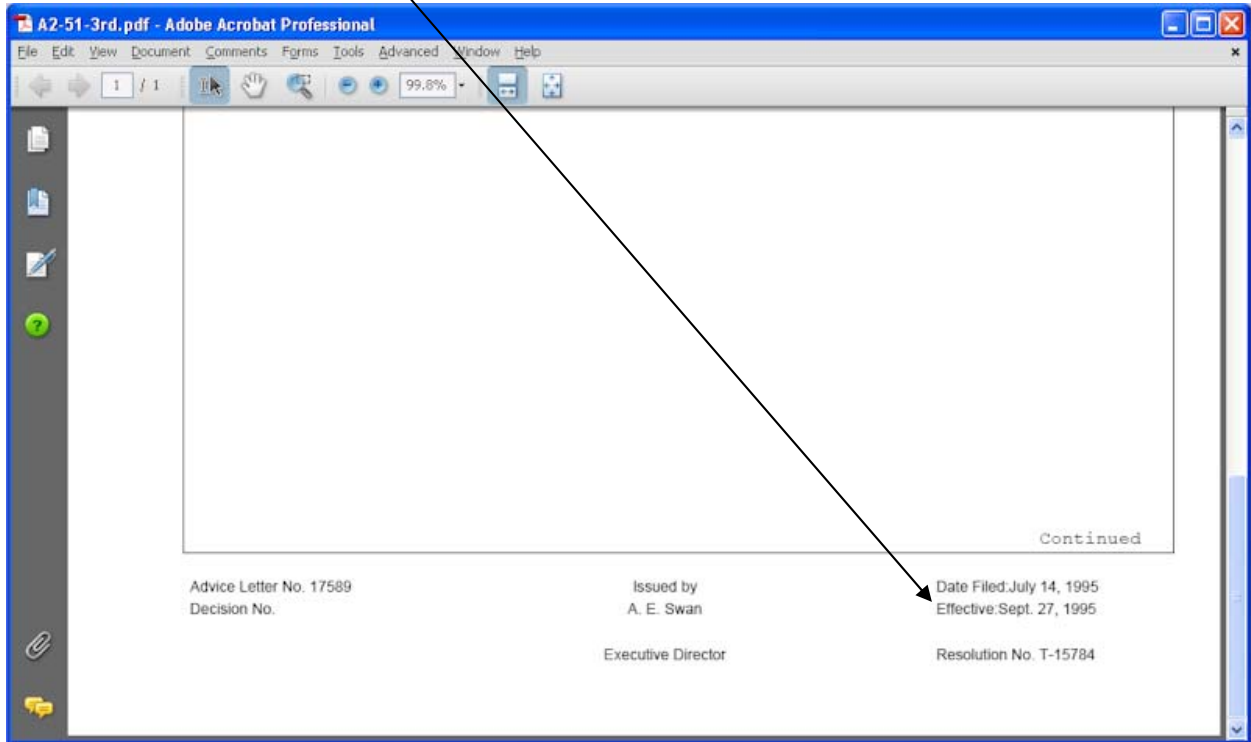 A2-51-3rd.pdf - Adobe Acrobat Professional
File Edit View Document Comments Forms Tools Advanced Window Help
1 / 1 99.8%
Continued
Advice Letter No. 17589 Issued by Date Filed:July 14, 1995
Decision No. A. E. Swan Effective:Sept. 27, 1995
Executive Director Resolution No. T-15784